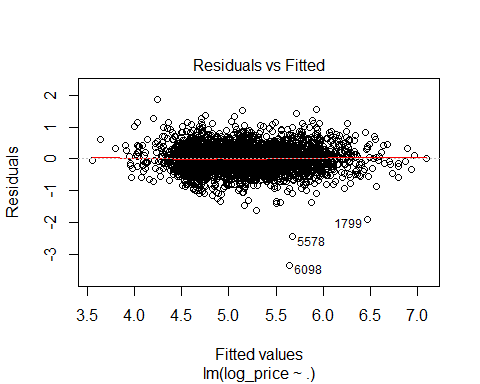 Residuals vs Fitted
Residuals
2
1
0
-1
-2
-3
1799
5578
6098
3.5 4.0 4.5 5.0 5.5 6.0 6.5 7.0
Fitted values
lm(log_price ~ .)